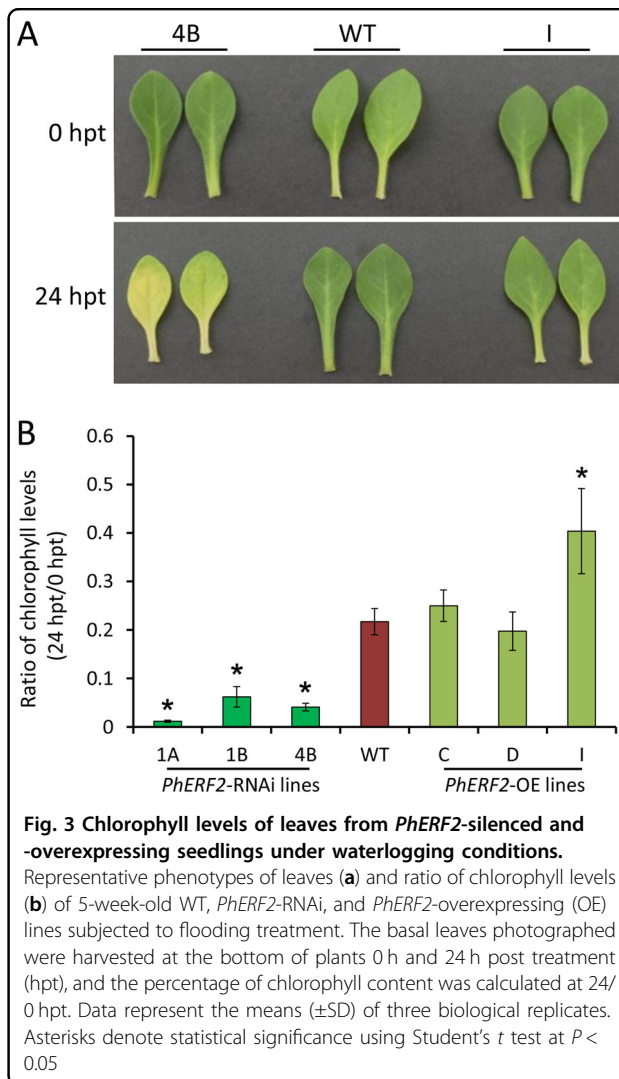 A
4B WT I
0 hpt
24 hpt
B
0.6
0.5
0.4
0.3
0.2
0.1
0
Ratio of chlorophyll levels
(24 hpt/0 hpt)
* * * *
1A 1B 4B WT C D I
PhERF2-RNAi lines PhERF2-OE lines
Fig. 3 Chlorophyll levels of leaves from PhERF2-silenced and
-overexpressing seedlings under waterlogging conditions.
Representative phenotypes of leaves (a) and ratio of chlorophyll levels
(b) of 5-week-old WT, PhERF2-RNAi, and PhERF2-overexpressing (OE)
lines subjected to flooding treatment. The basal leaves photographed
were harvested at the bottom of plants 0 h and 24 h post treatment
(hpt), and the percentage of chlorophyll content was calculated at 24/
0 hpt. Data represent the means (±SD) of three biological replicates.
Asterisks denote statistical significance using Student's t test at P <
0.05